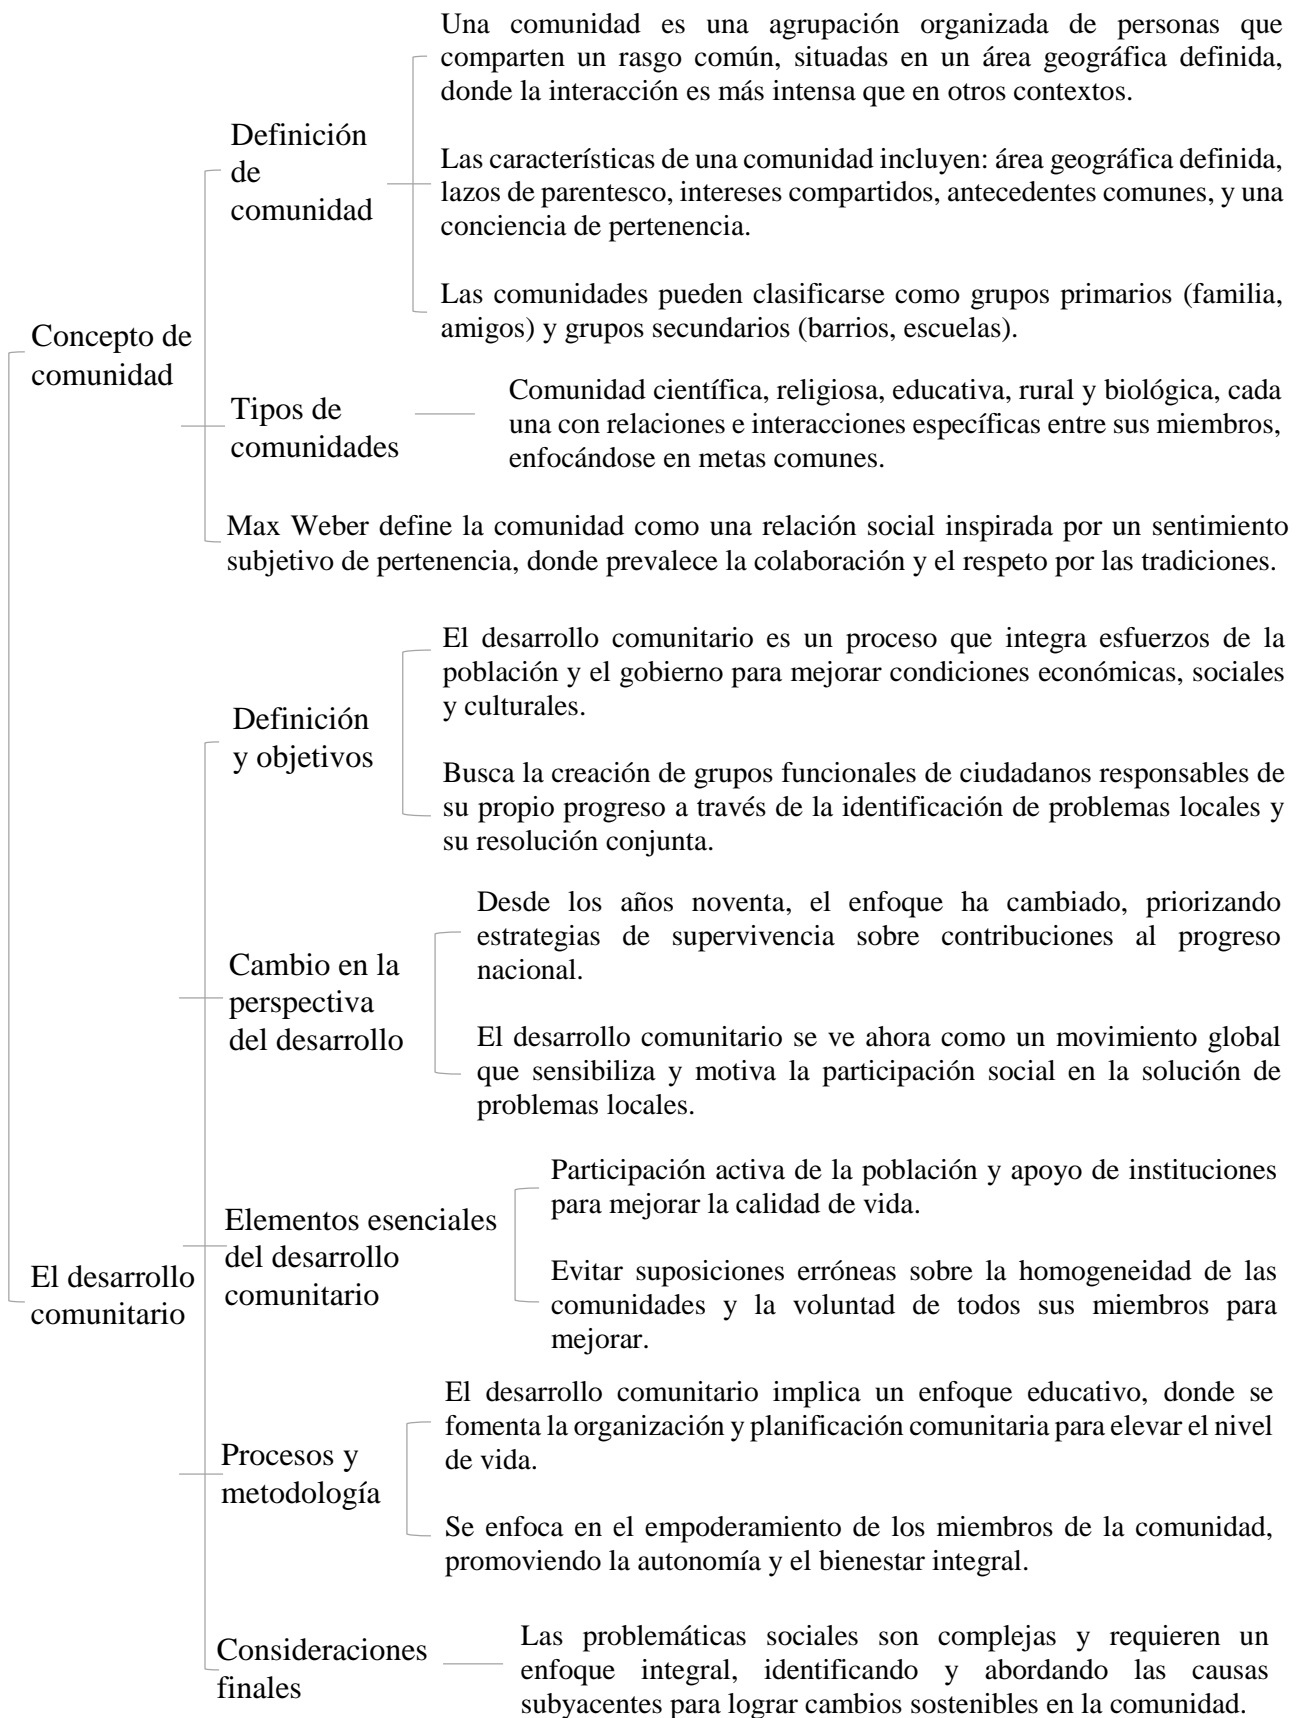 Una comunidad es una agrupación organizada de personas que
comparten un rasgo común, situadas en un área geográfica definida,
donde la interacción es más intensa que en otros contextos.
Definición
de
comunidad
Las características de una comunidad incluyen: área geográfica definida,
lazos de parentesco, intereses compartidos, antecedentes comunes, y una
conciencia de pertenencia.
Las comunidades pueden clasificarse como grupos primarios (familia,
amigos) y grupos secundarios (barrios, escuelas).
Concepto de
comunidad
Tipos de
comunidades
Comunidad científica, religiosa, educativa, rural y biológica, cada
una con relaciones e interacciones específicas entre sus miembros,
enfocándose en metas comunes.
Max Weber define la comunidad como una relación social inspirada por un sentimiento
subjetivo de pertenencia, donde prevalece la colaboración y el respeto por las tradiciones.
El desarrollo comunitario es un proceso que integra esfuerzos de la
población y el gobierno para mejorar condiciones económicas, sociales
y culturales.
Definición
y objetivos
Busca la creación de grupos funcionales de ciudadanos responsables de
su propio progreso a través de la identificación de problemas locales y
su resolución conjunta.
Desde los años noventa, el enfoque ha cambiado, priorizando
estrategias de supervivencia sobre contribuciones al progreso
nacional.
Cambio en la
perspectiva
del desarrollo
El desarrollo comunitario se ve ahora como un movimiento global
que sensibiliza y motiva la participación social en la solución de
problemas locales.
Participación activa de la población y apoyo de instituciones
para mejorar la calidad de vida.
Elementos esenciales
del desarrollo
comunitario
El desarrollo
comunitario
Evitar suposiciones erróneas sobre la homogeneidad de las
comunidades y la voluntad de todos sus miembros para
mejorar.
El desarrollo comunitario implica un enfoque educativo, donde se
fomenta la organización y planificación comunitaria para elevar el nivel
de vida.
Procesos y
metodología
Se enfoca en el empoderamiento de los miembros de la comunidad,
promoviendo la autonomía y el bienestar integral.
Consideraciones
finales
Las problemáticas sociales son complejas y requieren un
enfoque integral, identificando y abordando las causas
subyacentes para lograr cambios sostenibles en la comunidad.